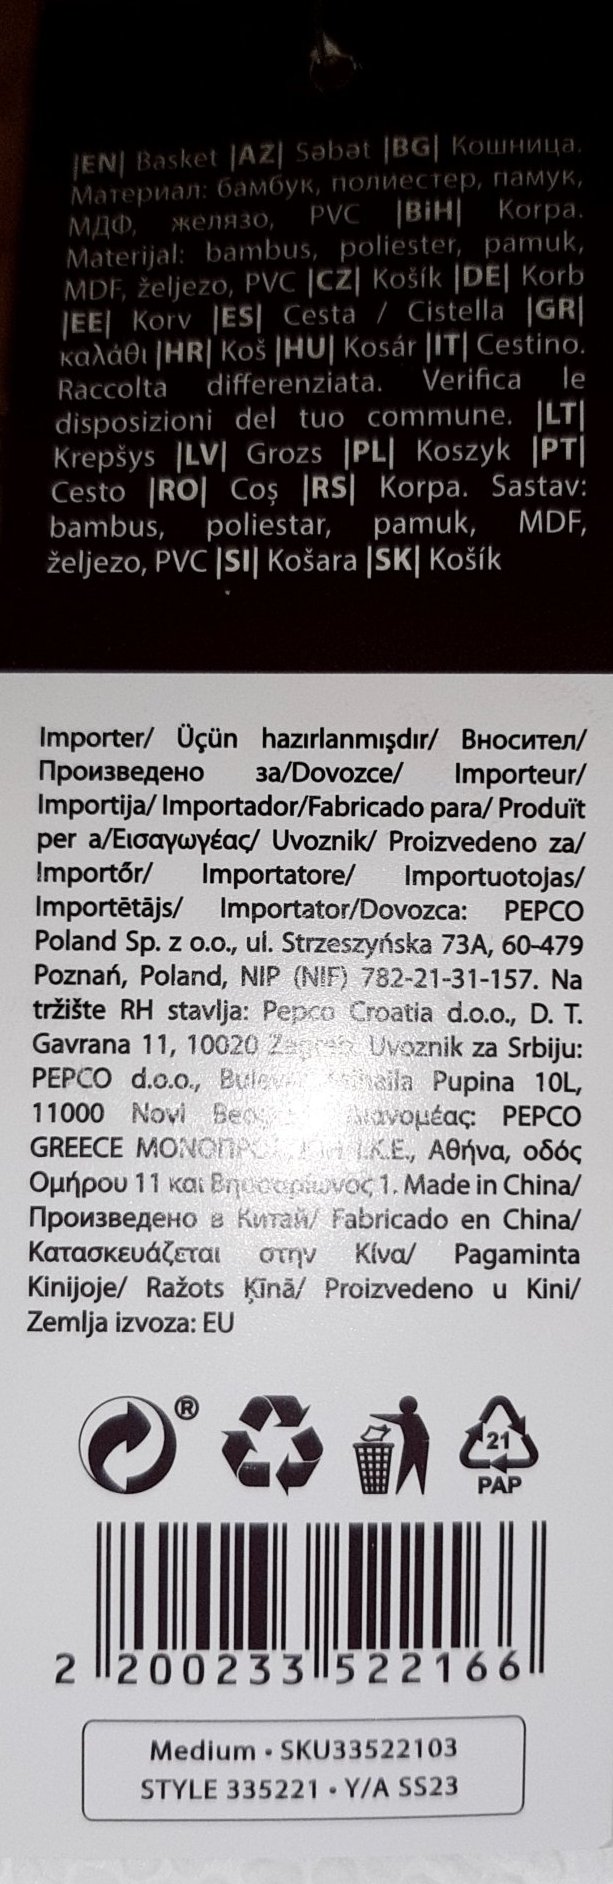 |EN| Basket |AZ| Səbət |BG| Кошница.
Материал: бамбук, полиестер, памук,
МДФ, желязо, PVC |BiH| Korpa.
Materijal: bambus, poliester, pamuk,
MDF, željezo, PVC |CZ| Košík |DE| Korb
|EE| Korv |ES| Cesta / Cistella |GR|
καλάθι |HR| Koš |HU| Kosár |IT| Cestino.
Raccolta differenziata. Verifica le
disposizioni del tuo commune. |LT|
Krepšys |LV| Grozs |PL| Koszyk |PT|
Cesto |RO| Coș |RS| Korpa. Sastav:
bambus, poliestar, pamuk, MDF,
željezo, PVC |SI| Košara |SK| Košík
Importer/ Üçün hazırlanmışdır/ Вносител/
Произведено за/Dovozce/ Importeur/
Importija/ Importador/Fabricado para/ Produït
per a/Εισαγωγέας/ Uvoznik/ Proizvedeno za/
Importőr/ Importatore/ Importuotojas/
Importētājs/ Importator/Dovozca: PEPCO
Poland Sp. z o.o., ul. Strzeszyńska 73A, 60-479
Poznań, Poland, NIP (NIF) 782-21-31-157. Na
tržište RH stavlja: Pepco Croatia d.o.o., D. T.
Gavrana 11, 10020 Zagreb. Uvoznik za Srbiju:
PEPCO d.o.o., Mihaila Pupina 10L,
11000 Novi Διανομέας: PEPCO
GREECE I.K.E., Αθήνα, οδός
Ομήρου 11 και Βησσαρίωνος 1. Made in China/
Произведено в Китай/ Fabricado en China/
Κατασκευάζεται στην Κίνα/ Pagaminta
Kinijoje/ Ražots Ķīnā/ Proizvedeno u Kini/
Zemlja izvoza: EU
®
21
PAP
2 200233 522166
Medium • SKU33522103
STYLE 335221 • Y/A SS23